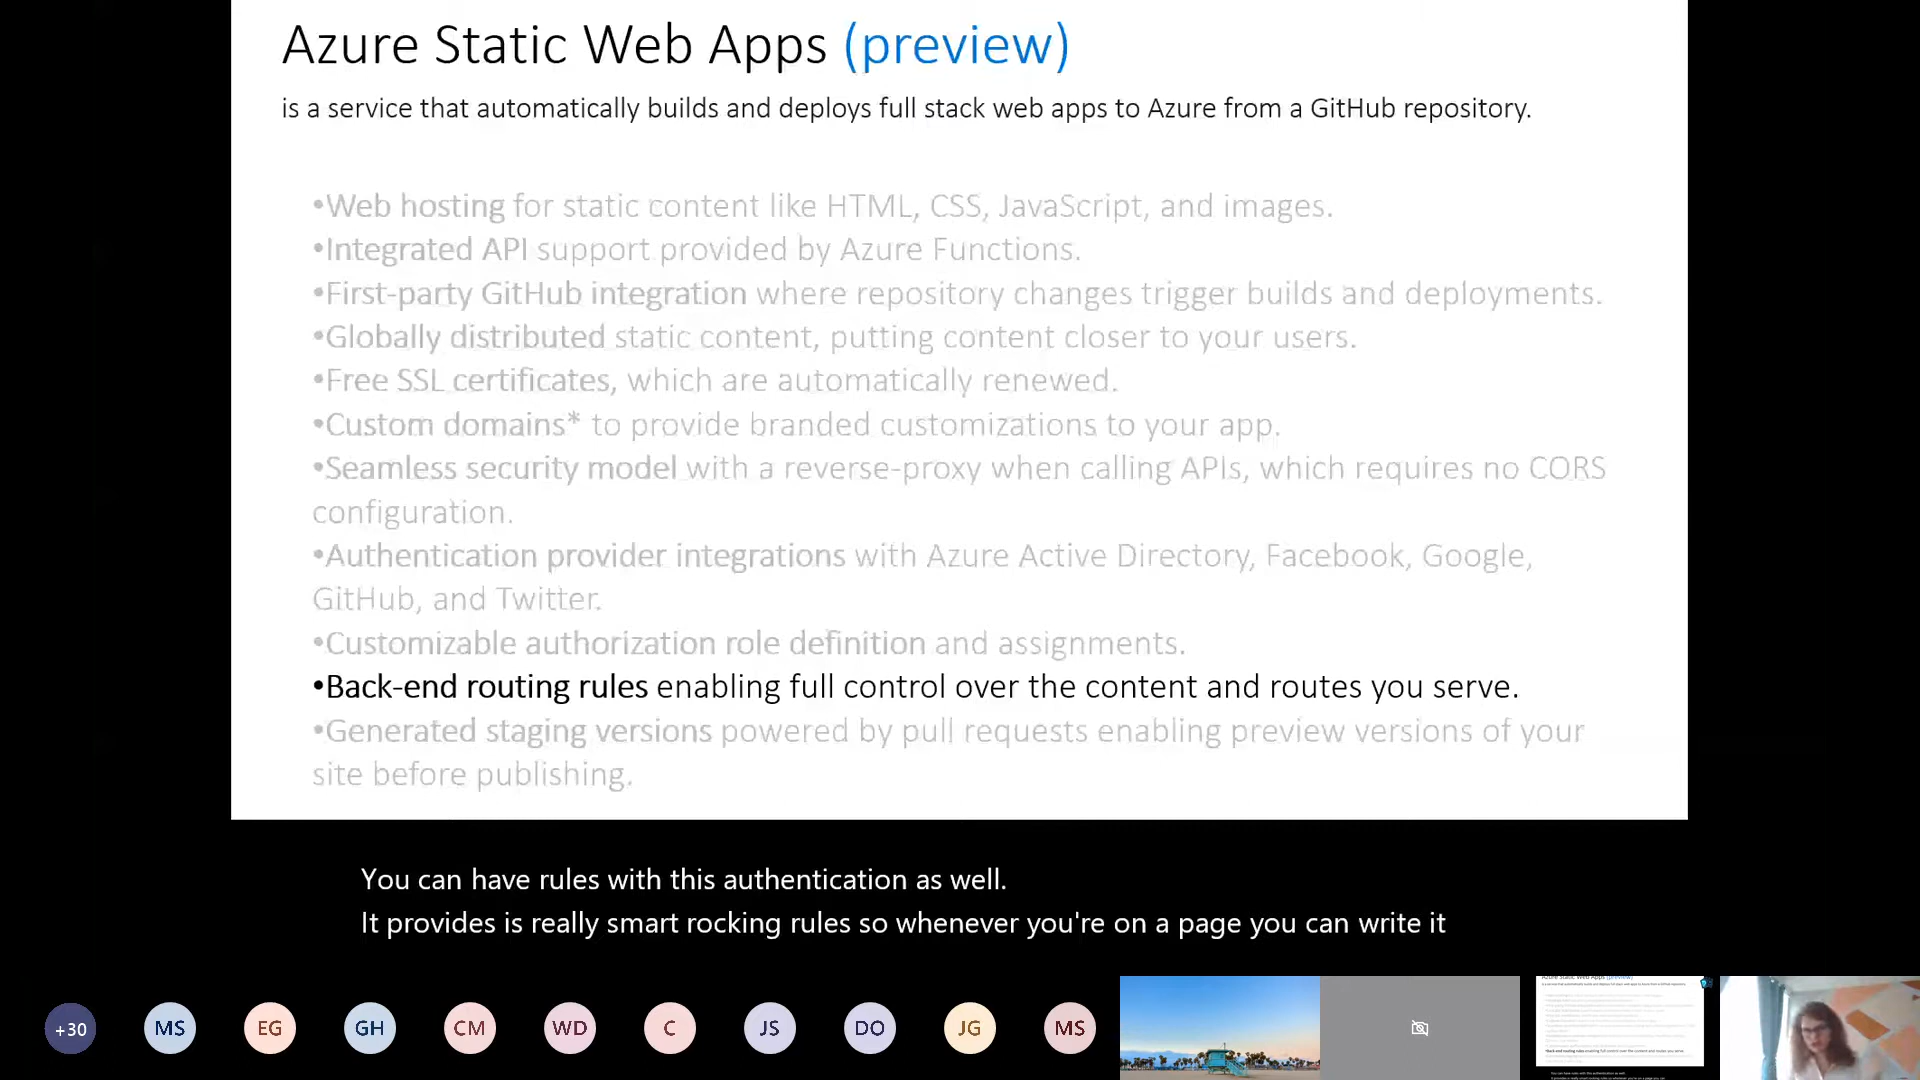 Azure Static Web Apps (preview)
is a service that automatically builds and deploys full stack web apps to Azure from a GitHub repository.
•Web hosting for static content like HTML, CSS, JavaScript, and images.
•Integrated API support provided by Azure Functions.
•First-party GitHub integration where repository changes trigger builds and deployments.
•Globally distributed static content, putting content closer to your users.
•Free SSL certificates, which are automatically renewed.
•Custom domains* to provide branded customizations to your app.
•Seamless security model with a reverse-proxy when calling APIs, which requires no CORS
configuration.
•Authentication provider integrations with Azure Active Directory, Facebook, Google,
GitHub, and Twitter.
•Customizable authorization role definition and assignments.
•Back-end routing rules enabling full control over the content and routes you serve.
•Generated staging versions powered by pull requests enabling preview versions of your
site before publishing.
You can have rules with this authentication as well.
It provides is really smart rocking rules so whenever you're on a page you can write it
+30 MS EG GH CM WD C JS DO JG MS